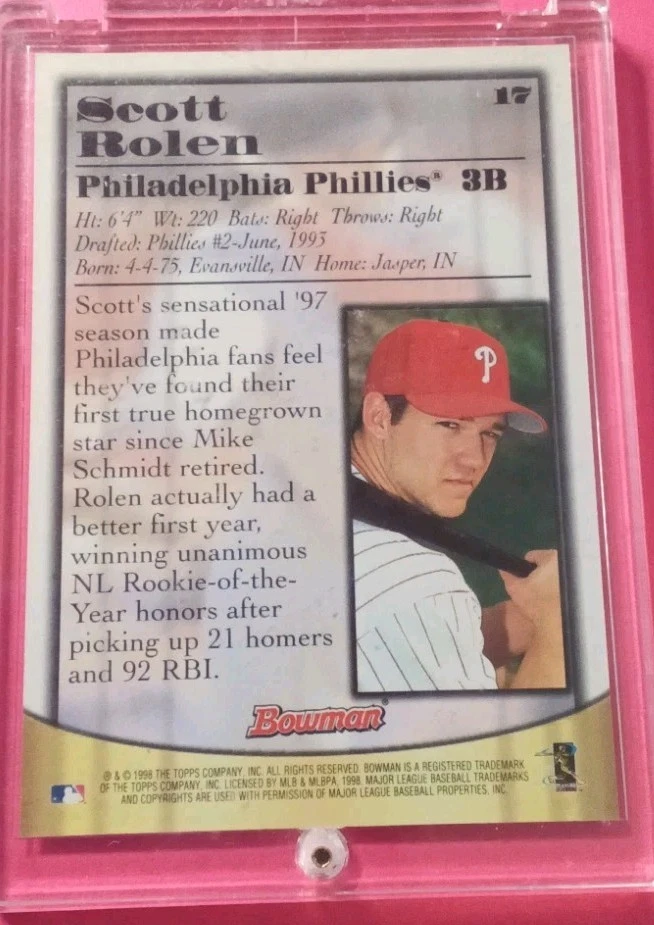 Scott
17
Rolen
Philadelphia Phillies® 3B
Ht: 6'4" Wt: 220 Bats: Right Throws: Right
Drafted: Phillies #2-June, 1993
Born: 4-4-75, Evansville, IN Home: Jasper, IN
Scott's sensational '97
season made
Philadelphia fans feel
they've found their
first true homegrown
star since Mike
Schmidt retired.
Rolen actually had a
better first year,
winning unanimous
NL Rookie-of-the-
Year honors after
picking up 21 homers
and 92 RBI.
P
Bowman®
® & © 1998 THE TOPPS COMPANY, INC. ALL RIGHTS RESERVED. BOWMAN IS A REGISTERED TRADEMARK
OF THE TOPPS COMPANY, INC. LICENSED BY MLB & MLBPA, 1998. MAJOR LEAGUE BASEBALL TRADEMARKS
AND COPYRIGHTS ARE USED WITH PERMISSION OF MAJOR LEAGUE BASEBALL PROPERTIES, INC.